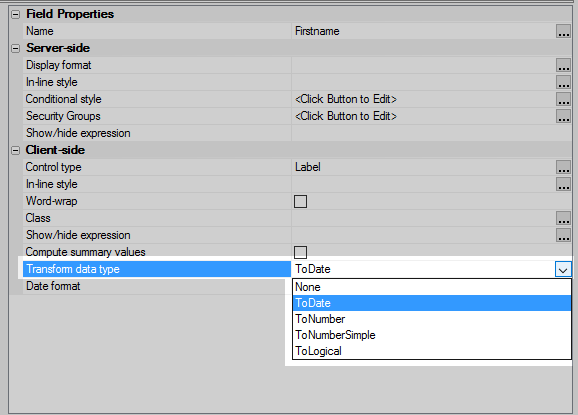 Field Properties
Name Firstname ...
Server-side
Display format ...
In-line style ...
Conditional style <Click Button to Edit> ...
Security Groups <Click Button to Edit> ...
Show/hide expression
Client-side
Control type Label ...
In-line style ...
Word-wrap
Class ...
Show/hide expression ...
Compute summary values
Transform data type ToDate
Date format
None
ToDate
ToNumber
ToNumberSimple
ToLogical